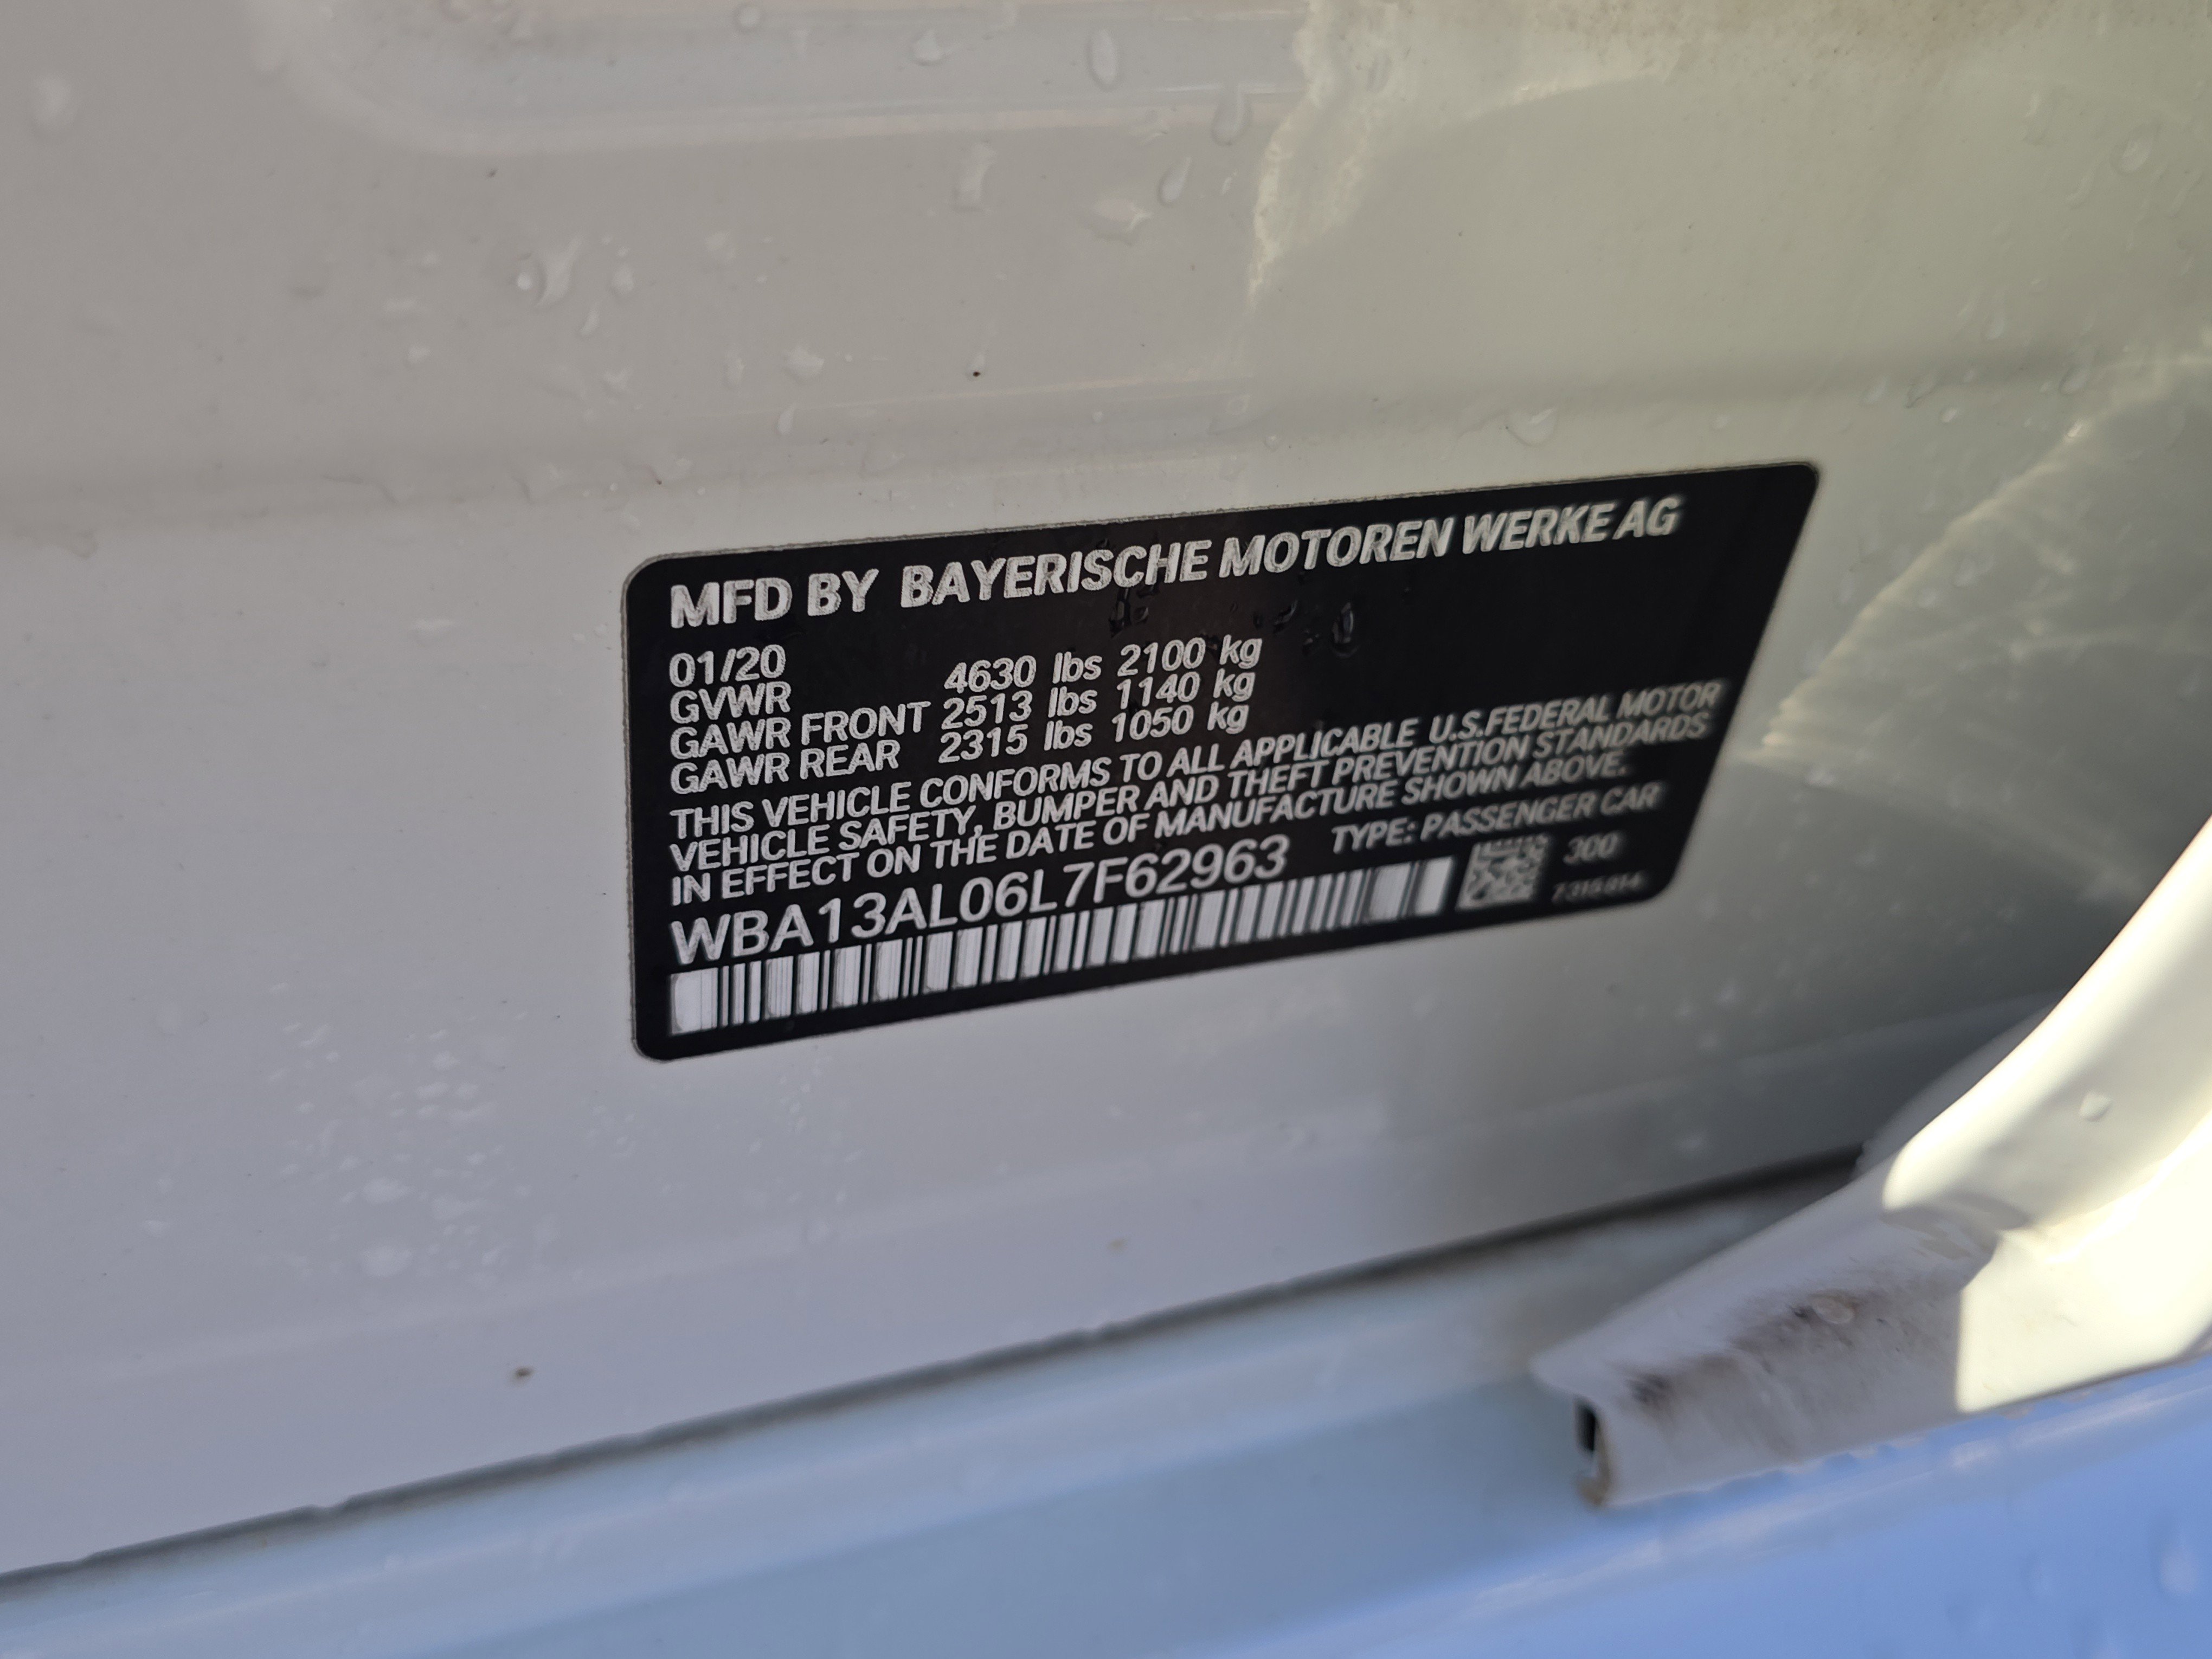 MFD BY BAYERISCHE MOTOREN WERKE AG
01/20
GVWR 4630 lbs 2100 kg
GAWR FRONT 2513 lbs 1140 kg
GAWR REAR 2315 lbs 1050 kg
THIS VEHICLE CONFORMS TO ALL APPLICABLE U.S.FEDERAL MOTOR
VEHICLE SAFETY, BUMPER AND THEFT PREVENTION STANDARDS
IN EFFECT ON THE DATE OF MANUFACTURE SHOWN ABOVE.
WBA13AL06L7F62963 TYPE: PASSENGER CAR
300